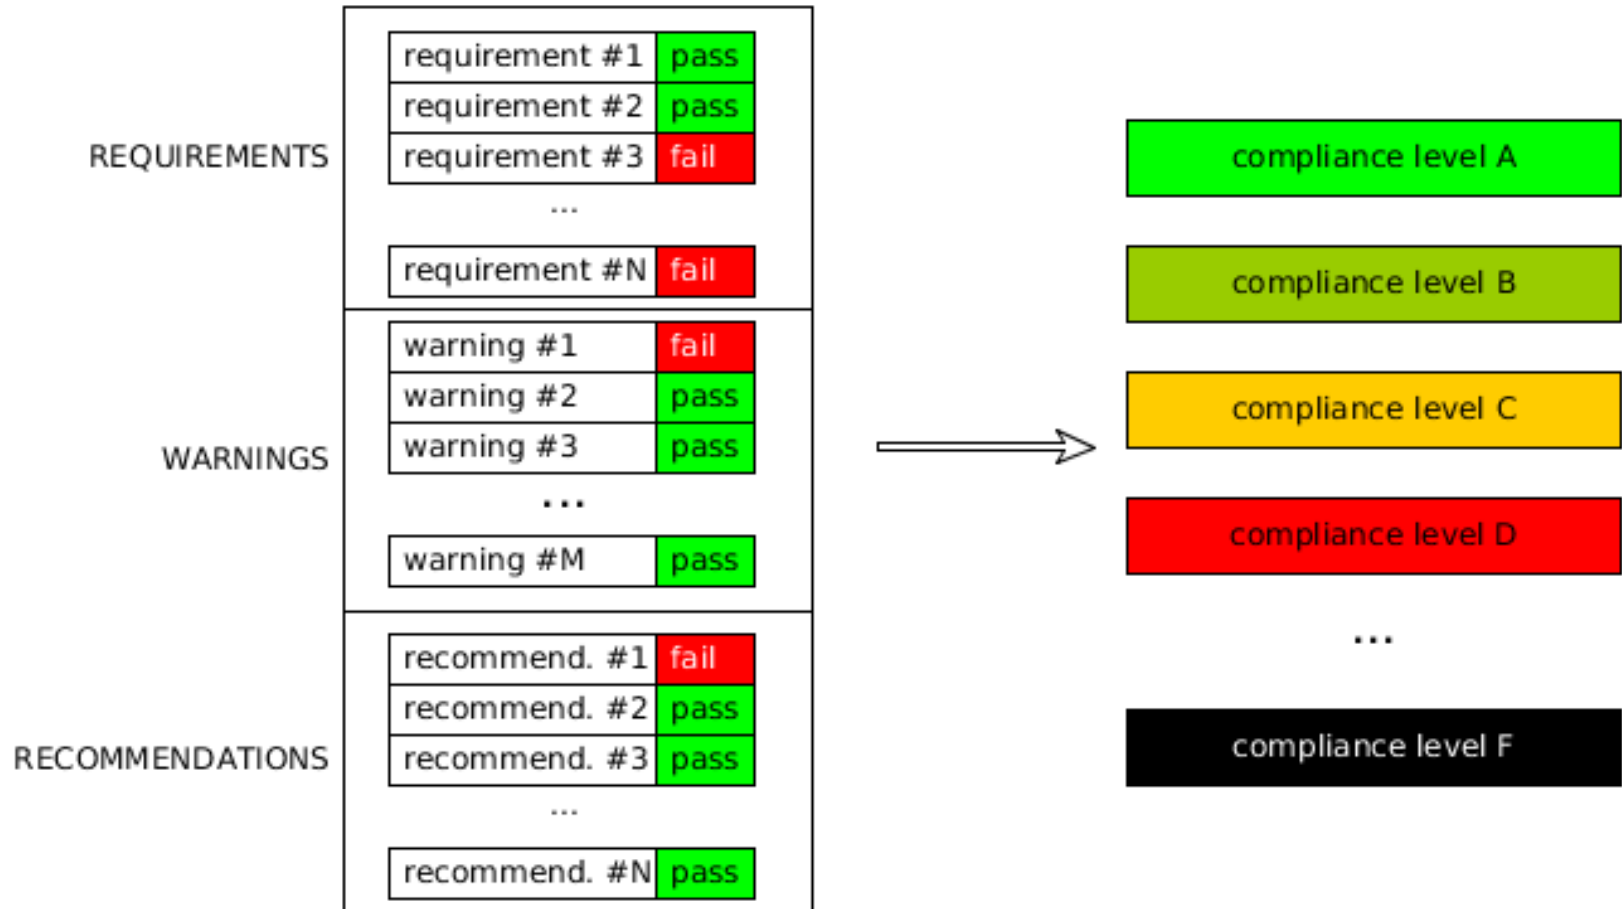 REQUIREMENTS
requirement #1 pass
requirement #2 pass
requirement #3 fail
...
requirement #N fail
WARNINGS
warning #1 fail
warning #2 pass
warning #3 pass
...
warning #M pass
RECOMMENDATIONS
recommend. #1 fail
recommend. #2 pass
recommend. #3 pass
...
recommend. #N pass
compliance level A
compliance level B
compliance level C
compliance level D
...
compliance level F